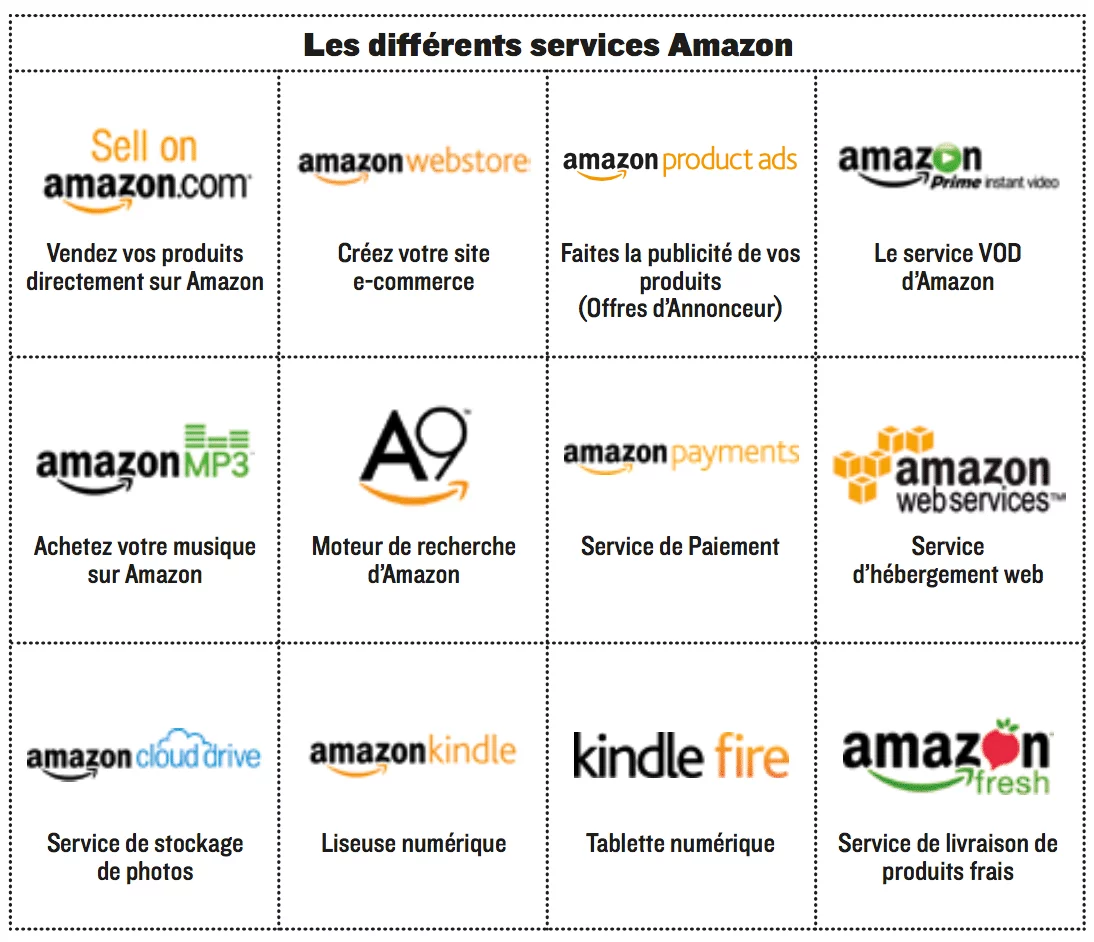 Les différents services Amazon
Sell on
amazon.com
Vendez vos produits
directement sur Amazon
amazon webstore
Créez votre site
e-commerce
amazon product ads
Faites la publicité de vos
produits
(Offres d’Annonceur)
amazon
Prime instant video
Le service VOD
d’Amazon
amazon MP3
Achetez votre musique
sur Amazon
A9™
Moteur de recherche
d’Amazon
amazon payments
Service de Paiement
amazon
webservices™
Service
d’hébergement web
amazon cloud drive
Service de stockage
de photos
amazon kindle
Liseuse numérique
kindle fire
Tablette numérique
amazon
fresh
Service de livraison de
produits frais